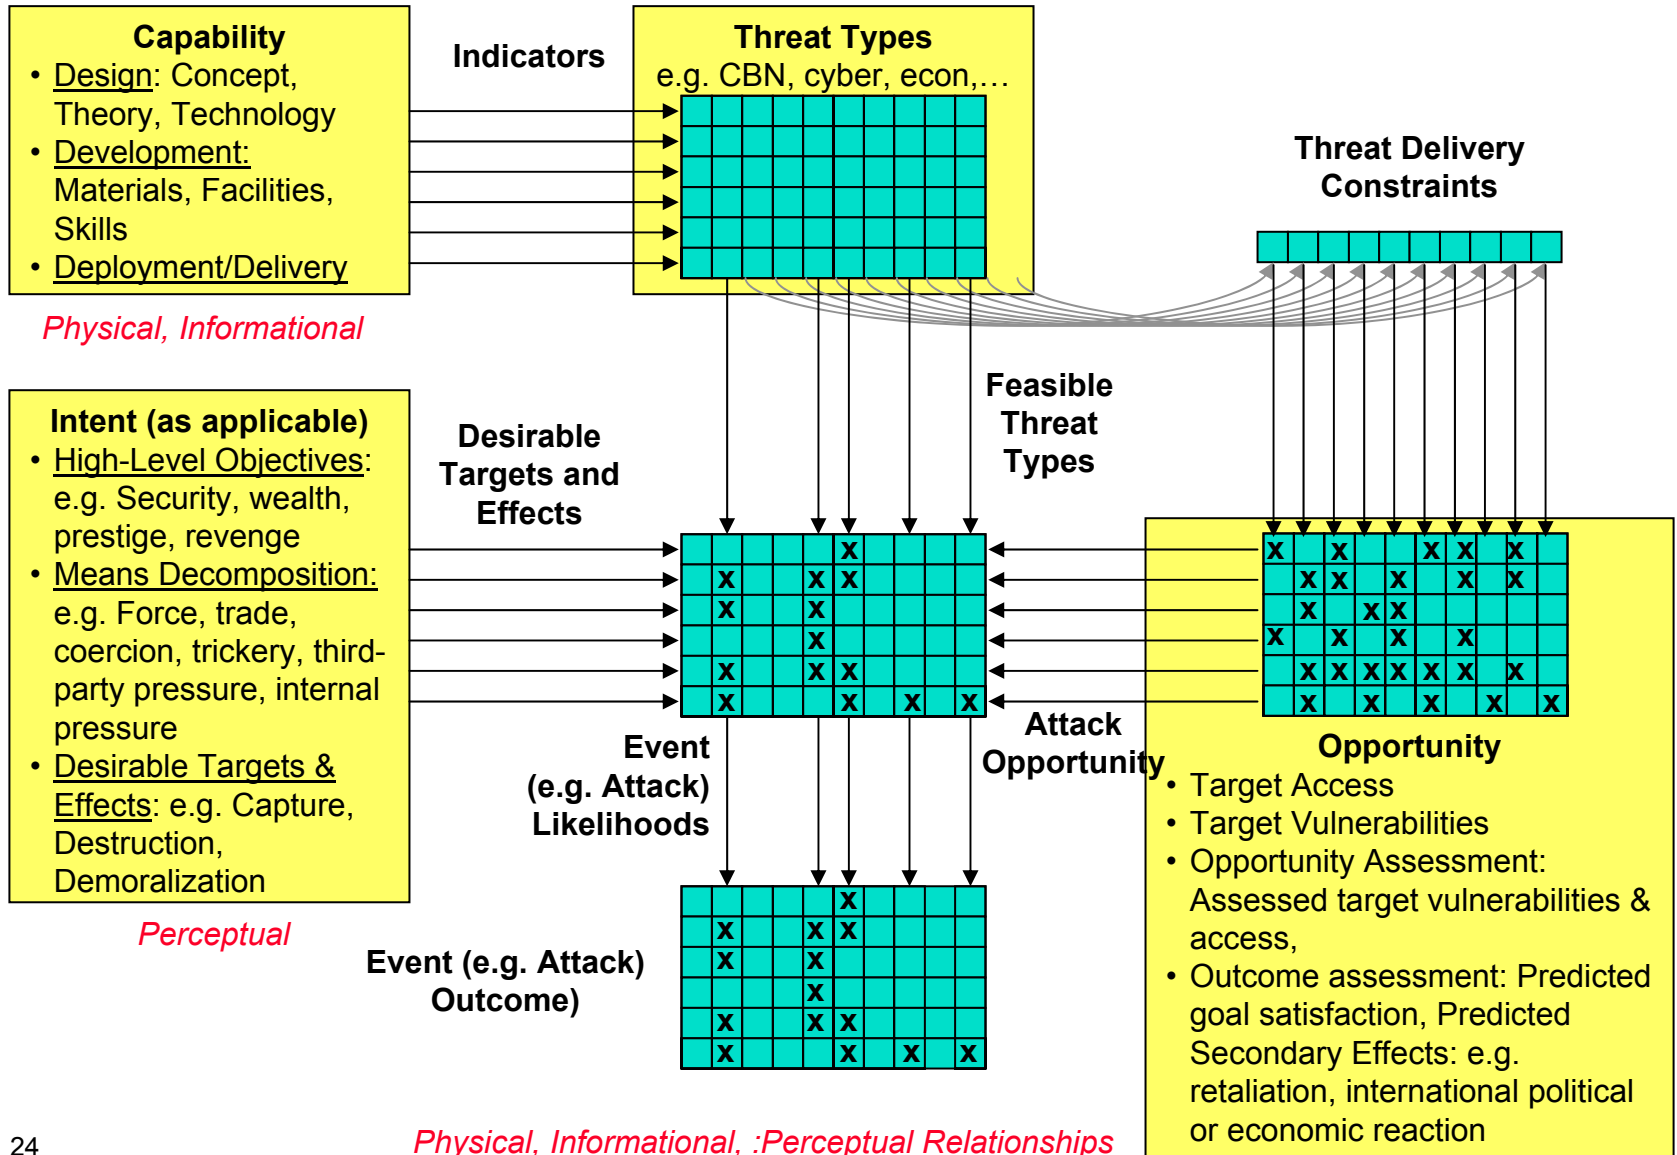 Capability
• Design: Concept,
Theory, Technology
• Development:
Materials, Facilities,
Skills
• Deployment/Delivery
Physical, Informational
Indicators
Threat Types
e.g. CBN, cyber, econ,…
Threat Delivery
Constraints
Intent (as applicable)
• High-Level Objectives:
e.g. Security, wealth,
prestige, revenge
• Means Decomposition:
e.g. Force, trade,
coercion, trickery, third-
party pressure, internal
pressure
• Desirable Targets &
Effects: e.g. Capture,
Destruction,
Demoralization
Perceptual
Desirable
Targets and
Effects
Feasible
Threat
Types
x
x x x
x x
x
x x x
x x x x
x x x x x
x x x x x
x x x
x x x x
x x x x x x x
x x x x x
Event
(e.g. Attack)
Likelihoods
Attack
Opportunity
Opportunity
• Target Access
• Target Vulnerabilities
• Opportunity Assessment:
Assessed target vulnerabilities &
access,
• Outcome assessment: Predicted
goal satisfaction, Predicted
Secondary Effects: e.g.
retaliation, international political
or economic reaction
Event (e.g. Attack)
Outcome)
x
x x x
x x
x
x x x
x x x x
24
Physical, Informational, :Perceptual Relationships